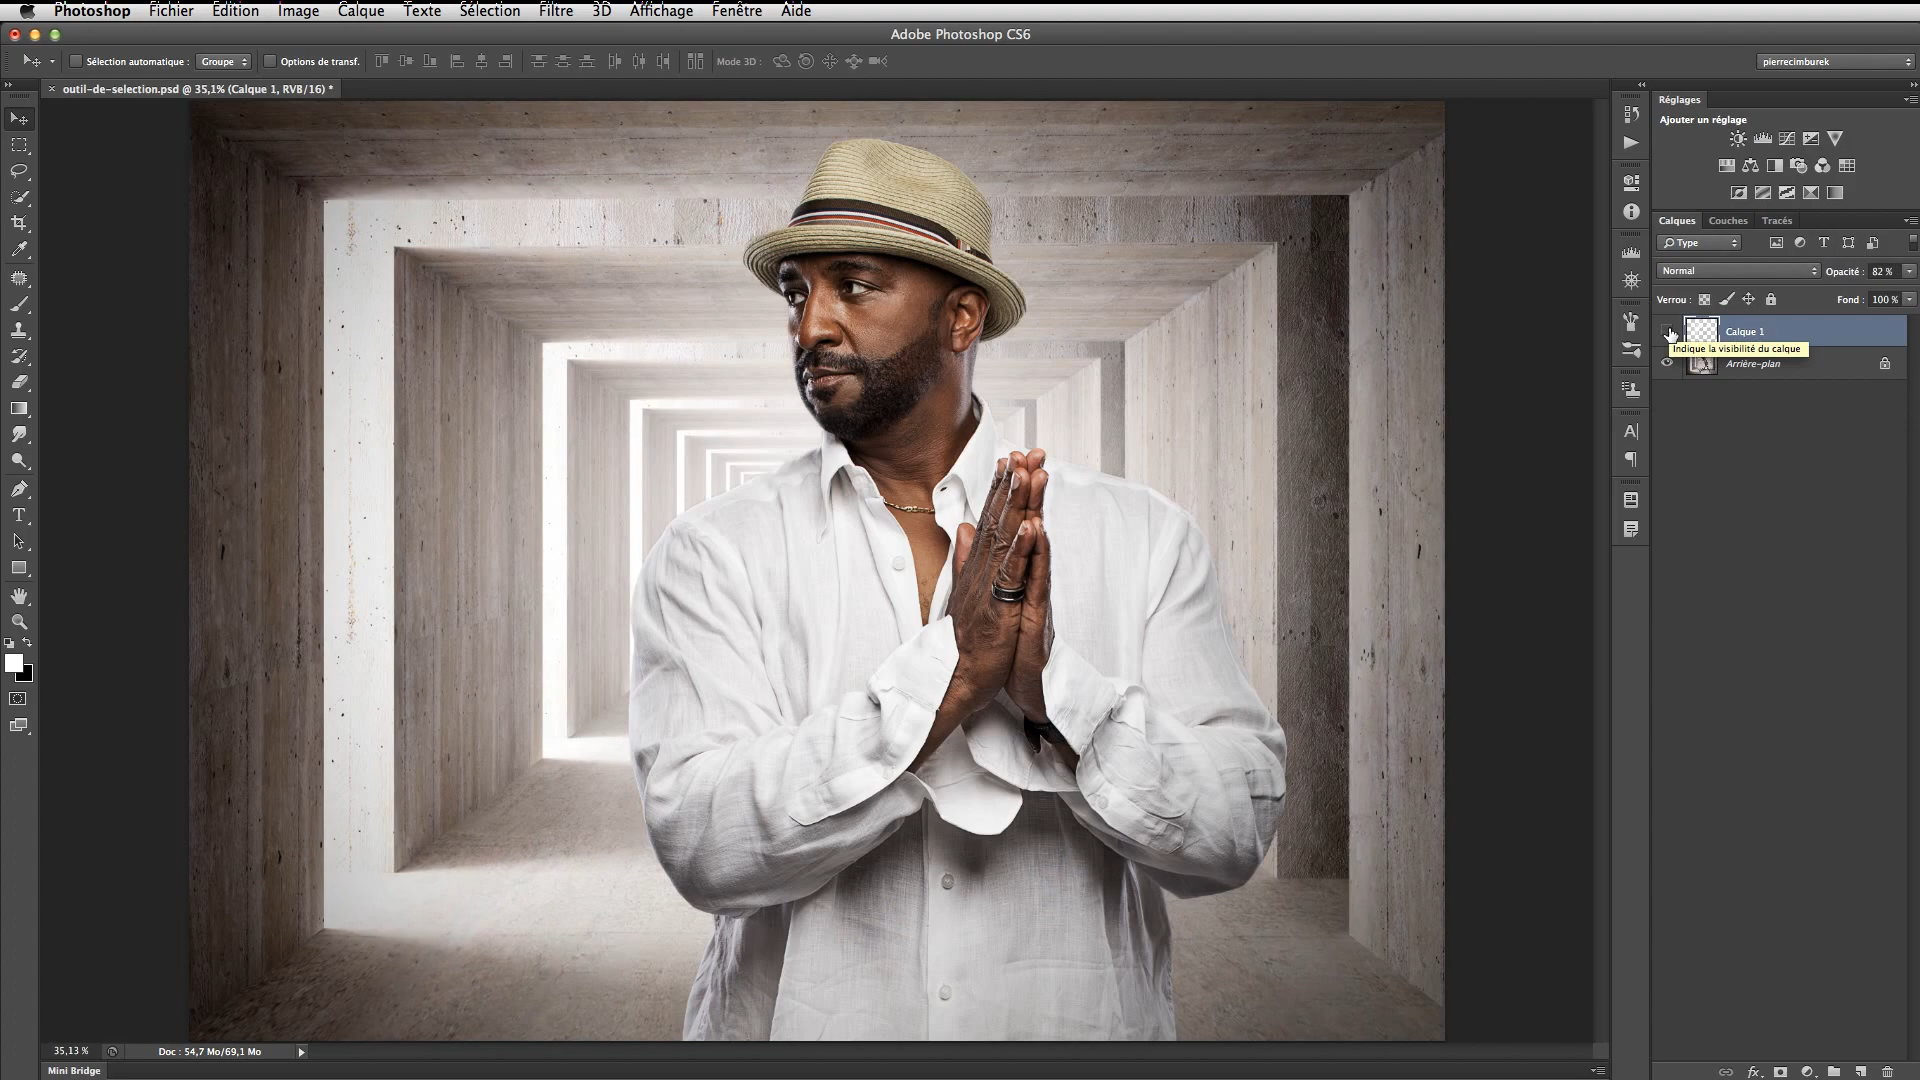 Photoshop Fichier Edition Image Calque Texte Sélection Filtre 3D Affichage Fenêtre Aide
Adobe Photoshop CS6
Sélection automatique : Groupe Options de transf. Mode 3D : pierrecimburek
outil-de-selection.psd @ 35,1% (Calque 1, RVB/16) *
Réglages
Ajouter un réglage
Calques Couches Tracés
Type
Normal Opacité : 82 %
Verrou : Fond : 100 %
Calque 1
Indique la visibilité du calque
Arrière-plan
35,13 % Doc : 54,7 Mo/69,1 Mo
Mini Bridge